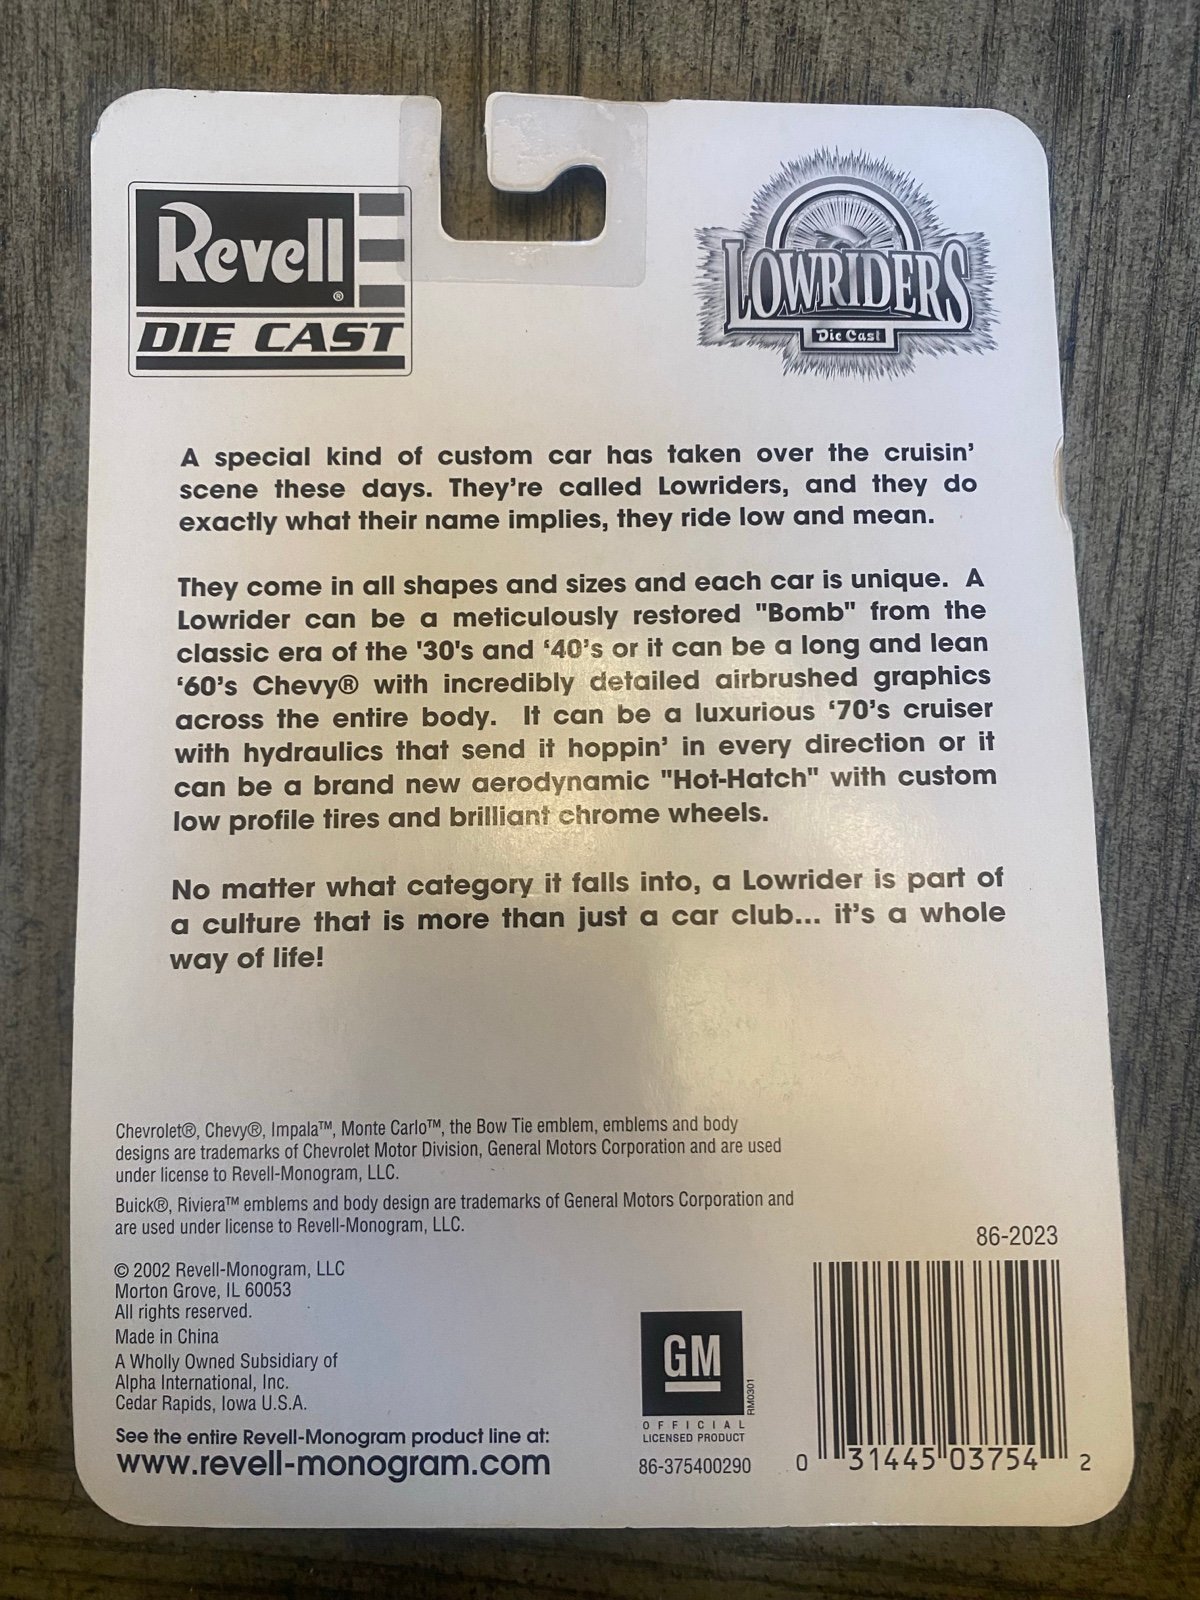 Revell®
DIE CAST
LOWRIDERS
Die Cast
A special kind of custom car has taken over the cruisin’
scene these days. They’re called Lowriders, and they do
exactly what their name implies, they ride low and mean.
They come in all shapes and sizes and each car is unique. A
Lowrider can be a meticulously restored "Bomb" from the
classic era of the '30's and ‘40’s or it can be a long and lean
‘60’s Chevy® with incredibly detailed airbrushed graphics
across the entire body. It can be a luxurious ‘70’s cruiser
with hydraulics that send it hoppin’ in every direction or it
can be a brand new aerodynamic "Hot-Hatch" with custom
low profile tires and brilliant chrome wheels.
No matter what category it falls into, a Lowrider is part of
a culture that is more than just a car club... it’s a whole
way of life!
Chevrolet®, Chevy®, Impala™, Monte Carlo™, the Bow Tie emblem, emblems and body
designs are trademarks of Chevrolet Motor Division, General Motors Corporation and are used
under license to Revell-Monogram, LLC.
Buick®, Riviera™ emblems and body design are trademarks of General Motors Corporation and
are used under license to Revell-Monogram, LLC.
© 2002 Revell-Monogram, LLC
Morton Grove, IL 60053
All rights reserved.
Made in China
A Wholly Owned Subsidiary of
Alpha International, Inc.
Cedar Rapids, Iowa U.S.A.
See the entire Revell-Monogram product line at:
www.revell-monogram.com
GM
RM0301
OFFICIAL
LICENSED PRODUCT
86-375400290
86-2023
0 31445 03754 2